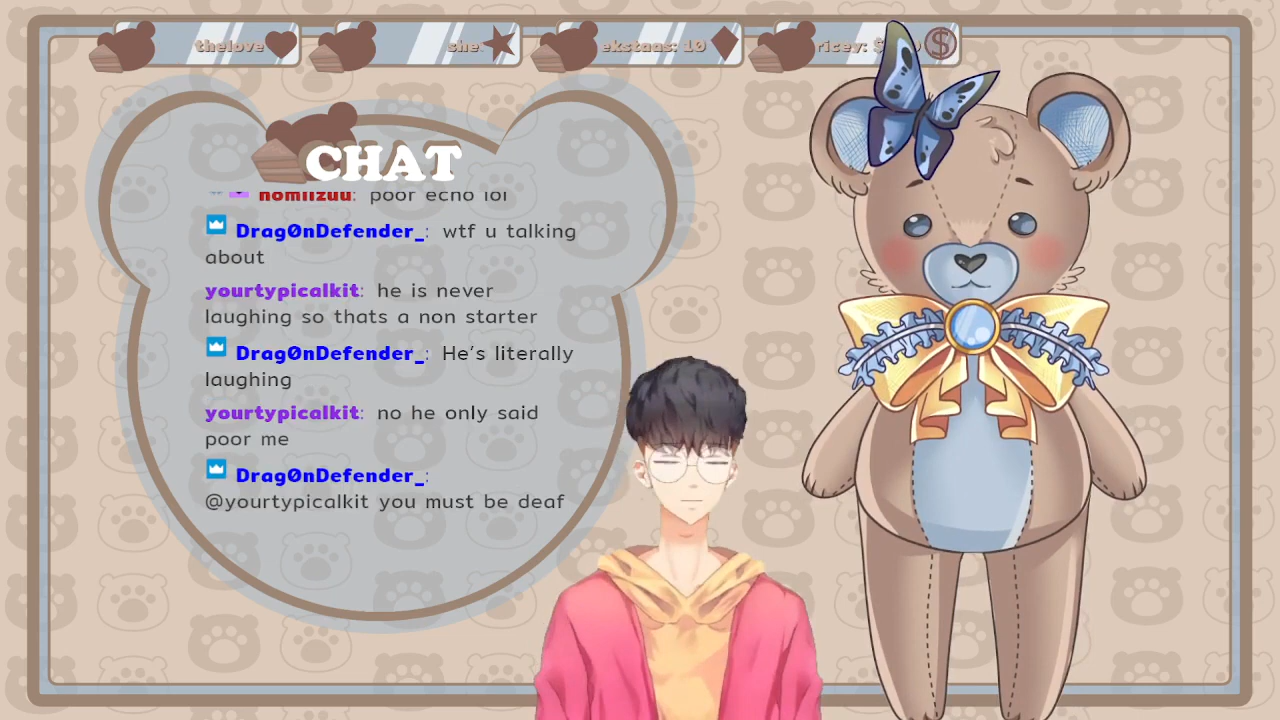 thelove
she
ekstaas: 10
ricey: $
CHAT
nomiizuu: poor echo lol
Drag0nDefender_: wtf u talking
about
yourtypicalkit: he is never
laughing so thats a non starter
Drag0nDefender_: He's literally
laughing
yourtypicalkit: no he only said
poor me
Drag0nDefender_:
@yourtypicalkit you must be deaf